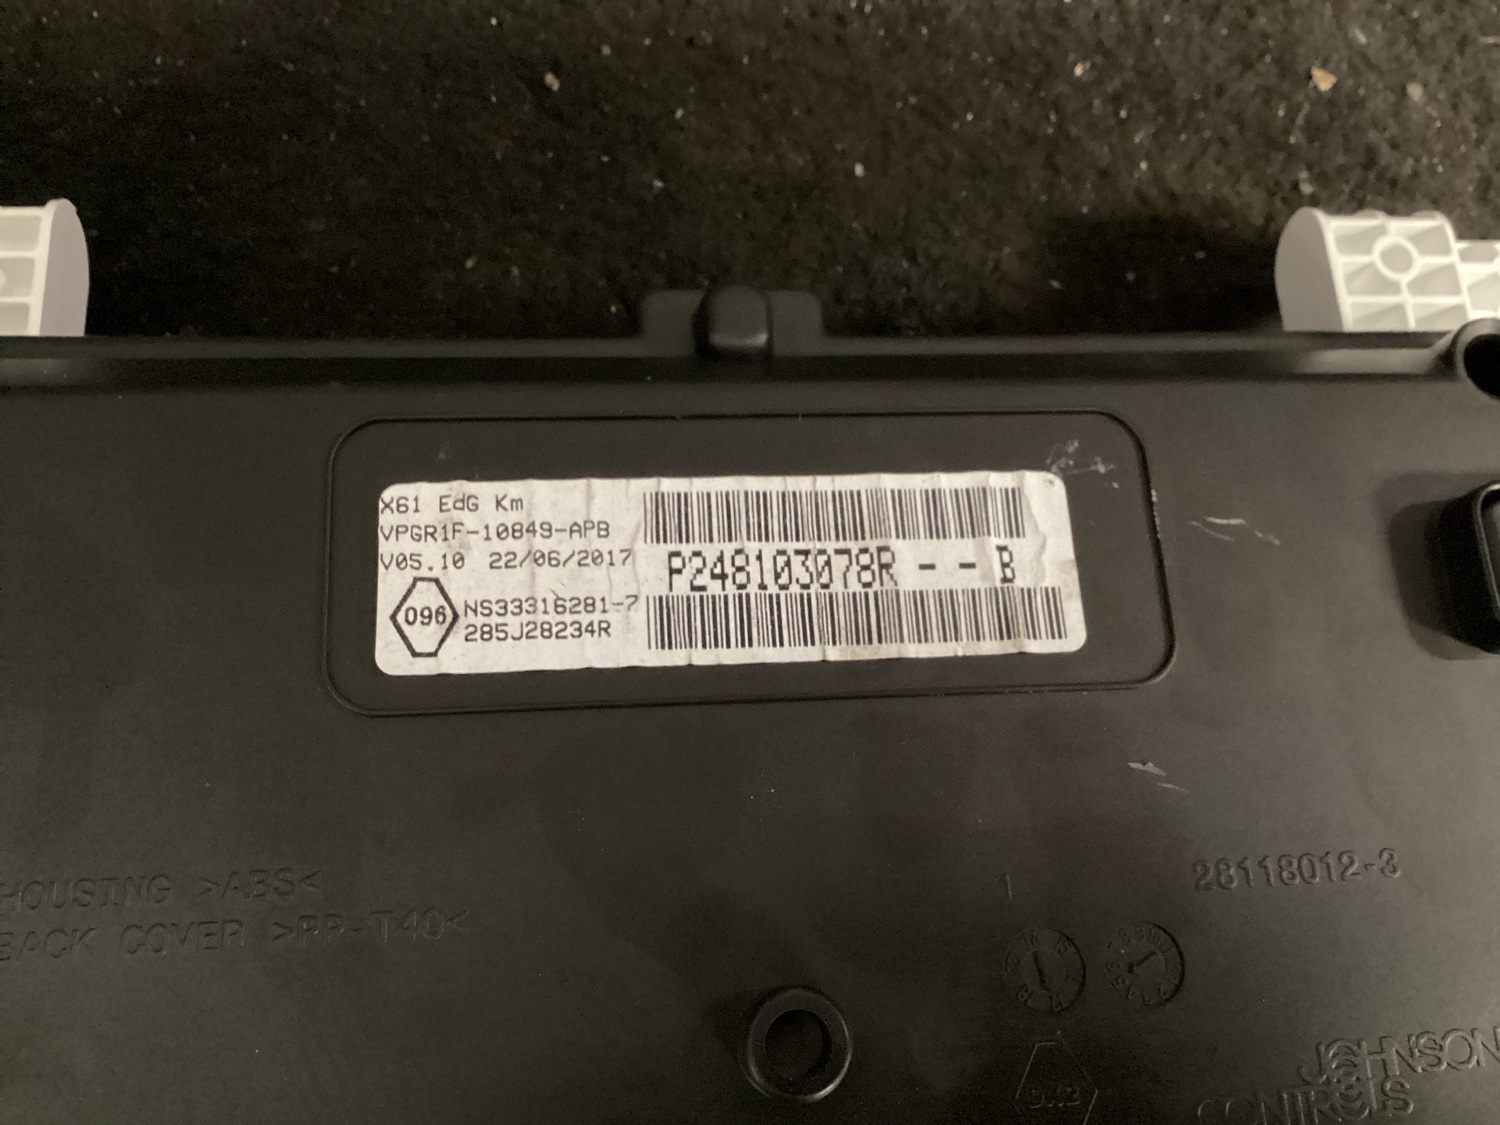 X61 EdG Km
VPGR1F-10849-APB
V05.10 22/06/2017
P248103078R -- B
096
NS33316281-7
285J28234R
HOUSING >ABS<
BACK COVER >PP-T40<
1
28118012-3
JOHNSON
CONTROLS